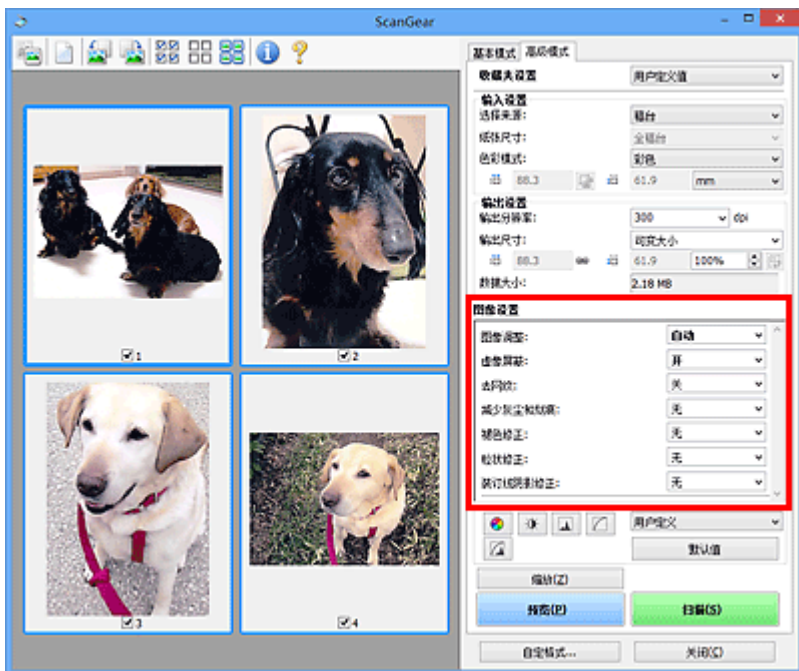 ScanGear
基本模式 高级模式
收藏夹设置 用户定义值
输入设置
选择来源: 稿台
纸张尺寸: 全稿台
色彩模式: 彩色
88.3 61.9 mm
输出设置
输出分辨率: 300 dpi
输出尺寸: 可变大小
88.3 61.9 100%
数据大小: 2.18 MB
图像设置
图像调整: 自动
虚像屏蔽: 开
去网纹: 关
减少灰尘和划痕: 无
褪色修正: 无
粒状修正: 无
装订线阴影修正: 无
用户定义
默认值
缩放(Z)
预览(P) 扫描(S)
自定格式... 关闭(C)
1
2
3
4